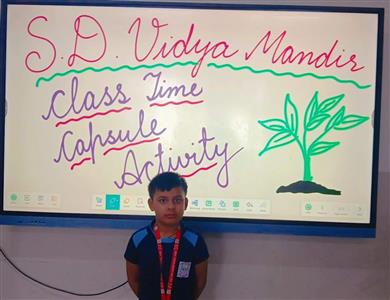 S.D. Vidya Mandir
Class Time
Capsule
Activity